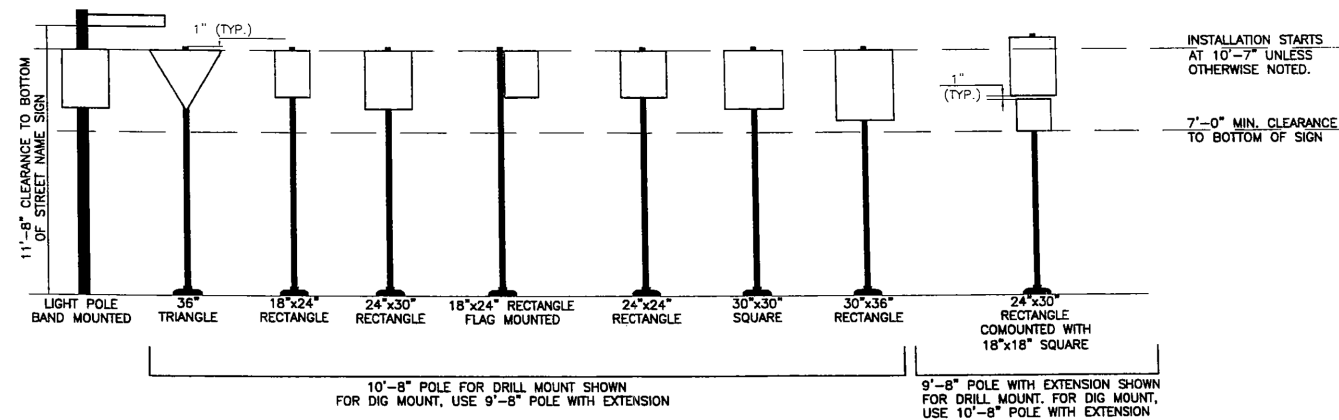 1" (TYP.)
11'-8" CLEARANCE TO BOTTOM
OF STREET NAME SIGN
INSTALLATION STARTS
AT 10'-7" UNLESS
OTHERWISE NOTED.
1"
(TYP.)
7'-0" MIN. CLEARANCE
TO BOTTOM OF SIGN
LIGHT POLE
BAND MOUNTED
36"
TRIANGLE
18"x24"
RECTANGLE
24"x30"
RECTANGLE
18"x24" RECTANGLE
FLAG MOUNTED
24"x24"
RECTANGLE
30"x30"
SQUARE
30"x36"
RECTANGLE
24"x30"
RECTANGLE
COMOUNTED WITH
18"x18" SQUARE
10'-8" POLE FOR DRILL MOUNT SHOWN
FOR DIG MOUNT, USE 9'-8" POLE WITH EXTENSION
9'-8" POLE WITH EXTENSION SHOWN
FOR DRILL MOUNT. FOR DIG MOUNT,
USE 10'-8" POLE WITH EXTENSION